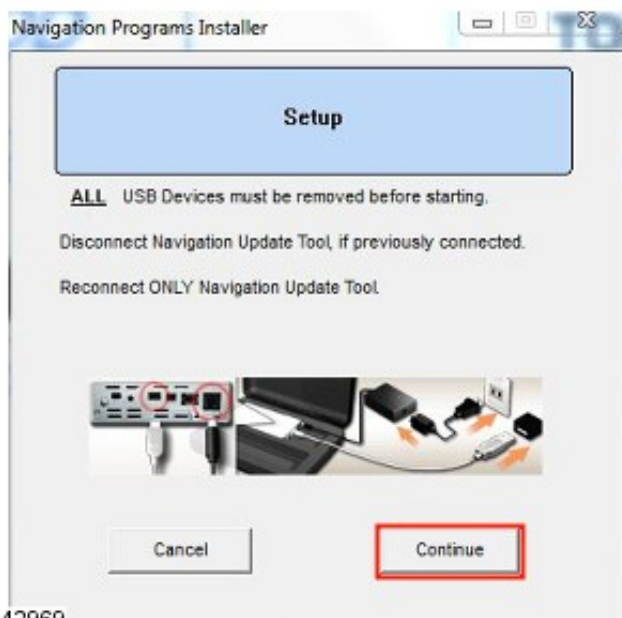 Navigation Programs Installer
Setup
ALL USB Devices must be removed before starting.
Disconnect Navigation Update Tool, if previously connected.
Reconnect ONLY Navigation Update Tool.
Cancel
Continue